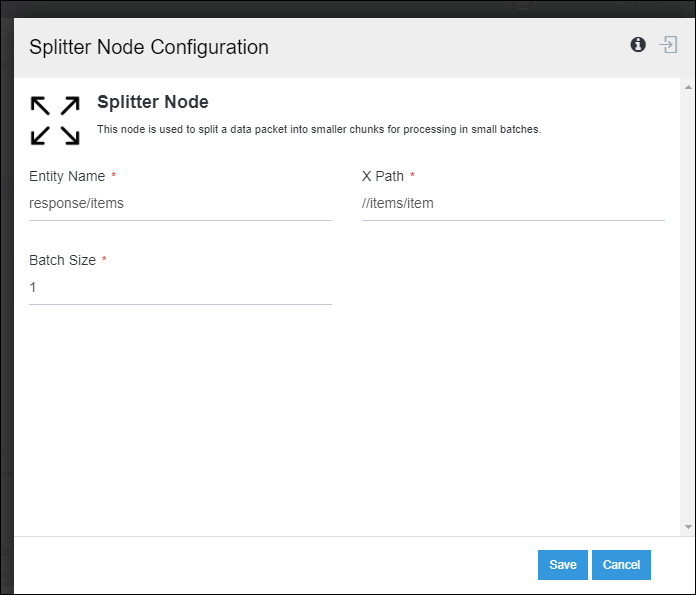 Splitter Node Configuration
Splitter Node
This node is used to split a data packet into smaller chunks for processing in small batches.
Entity Name *
X Path *
response/items
//items/item
Batch Size *
1
Save
Cancel